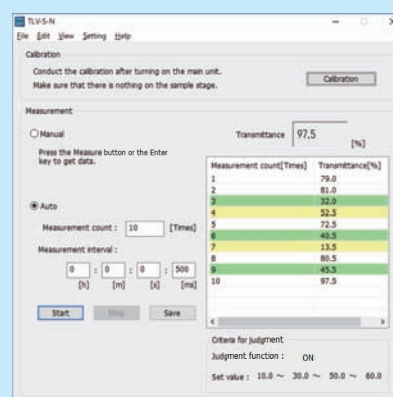 TLV-S-N
File Edit View Setting Help
Calibration
Conduct the calibration after turning on the main unit.
Make sure that there is nothing on the sample stage.
Calibration
Measurement
Manual
Press the Measure button or the Enter
key to get data.
Transmittance 97.5 [%]
Auto
Measurement count : 10 [Times]
Measurement interval :
0 : 0 : 0 : 500
[h] [m] [s] [ms]
Start Stop Save
Measurement count[Times] Transmittance[%]
1 79.0
2 81.0
3 32.0
4 52.5
5 72.5
6 40.5
7 13.5
8 80.5
9 45.5
10 97.5
Criteria for judgment
Judgment function : ON
Set value : 10.0 ~ 30.0 ~ 50.0 ~ 60.0